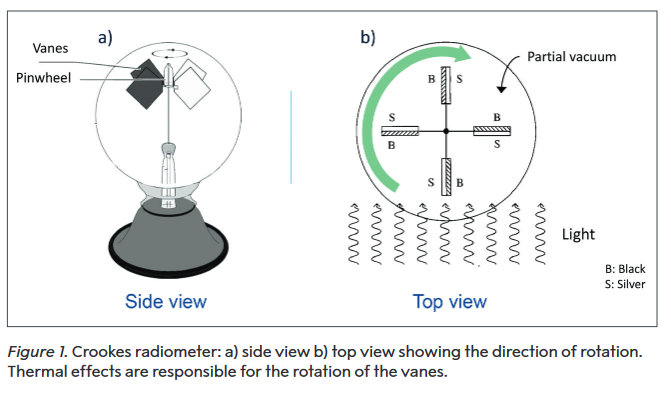 a)
Vanes
Pinwheel
Side view
b)
Partial vacuum
B S
S B
B S
S B
Light
B: Black
S: Silver
Top view
Figure 1. Crookes radiometer: a) side view b) top view showing the direction of rotation.
Thermal effects are responsible for the rotation of the vanes.